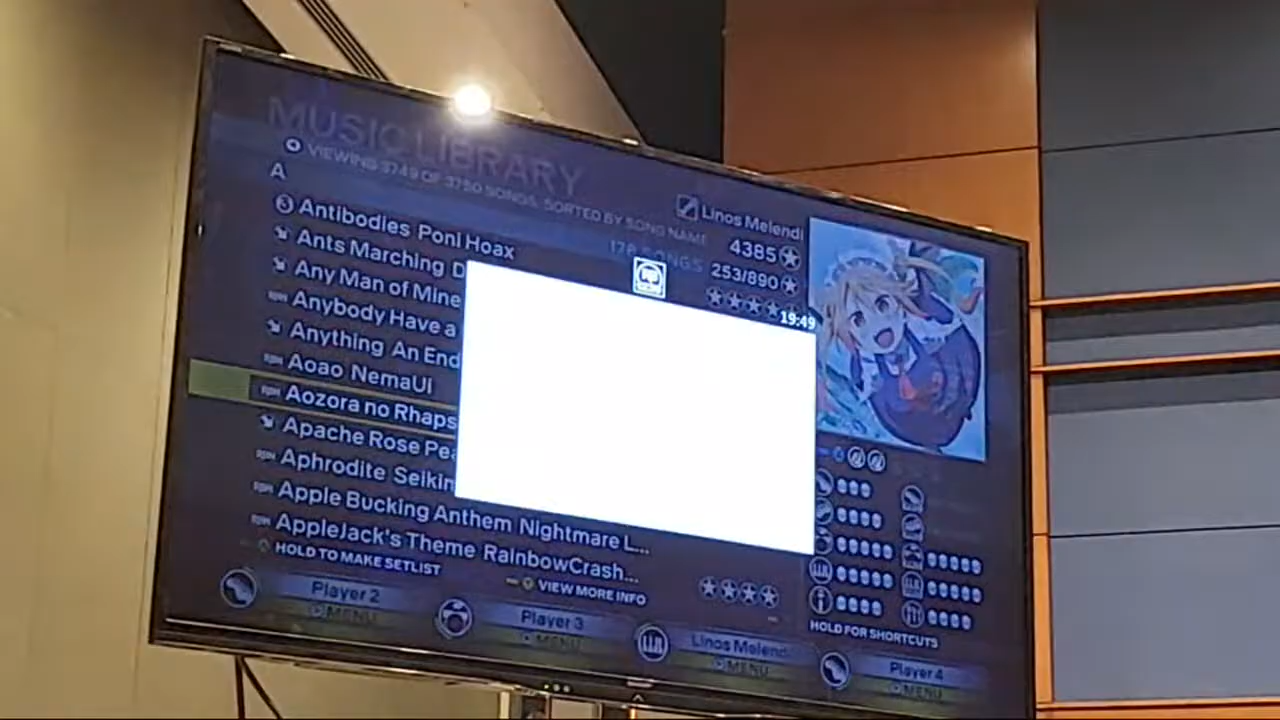 MUSIC LIBRARY
VIEWING 3749 OF 3750 SONGS, SORTED BY SONG NAME
A
178 SONGS
Antibodies Poni Hoax
Ants Marching D
Any Man of Mine
Anybody Have a
Anything An End
Aoao NemaUI
Aozora no Rhaps
Apache Rose Pea
Aphrodite Seikin
Apple Bucking Anthem Nightmare L...
AppleJack's Theme RainbowCrash...
HOLD TO MAKE SETLIST
VIEW MORE INFO
Linos Melendi
4385
253/890
19:49
HOLD FOR SHORTCUTS
Player 2
MENU
Player 3
MENU
Linos Melendi
MENU
Player 4
MENU